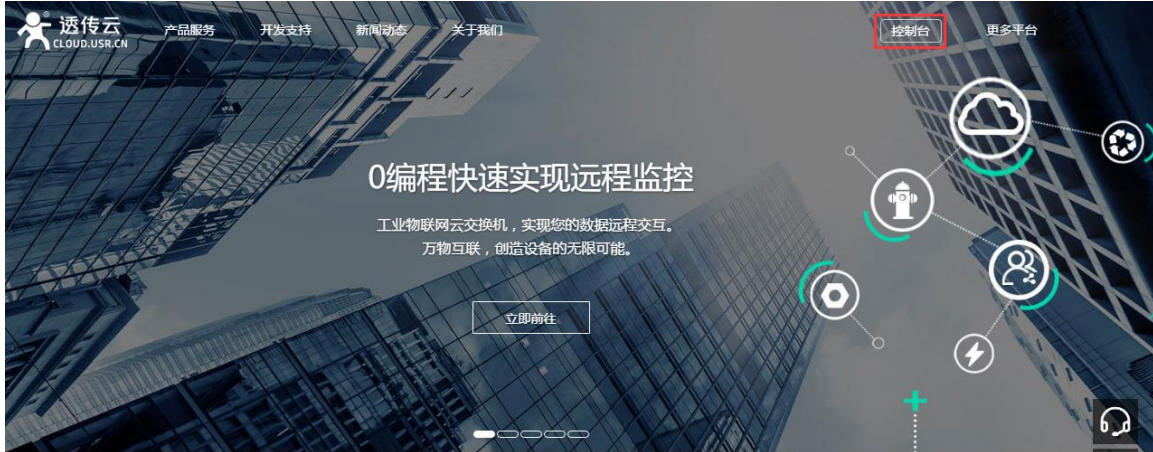 透传云
CLOUD.USR.CN
产品服务
开发支持
新闻动态
关于我们
控制台
更多平台
0编程快速实现远程监控
工业物联网云交换机，实现您的数据远程交互。
万物互联，创造设备的无限可能。
立即前往